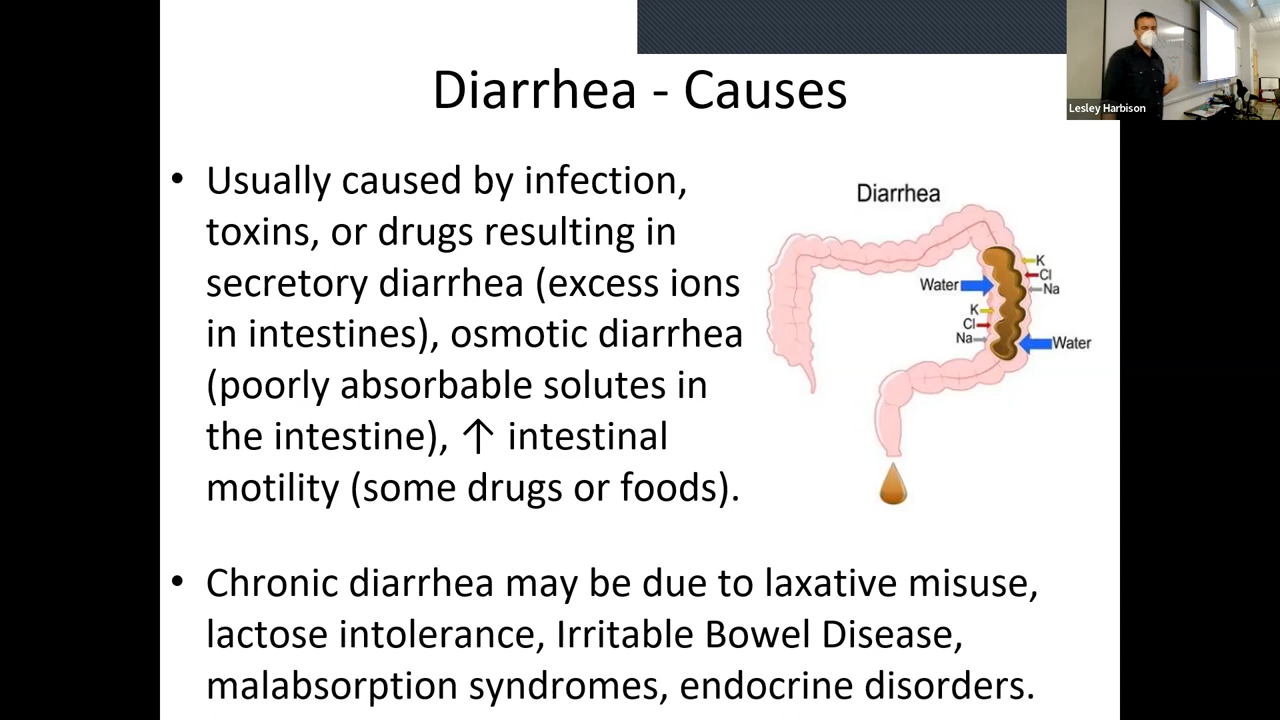 Diarrhea - Causes
Lesley Harbison
• Usually caused by infection,
toxins, or drugs resulting in
secretory diarrhea (excess ions
in intestines), osmotic diarrhea
(poorly absorbable solutes in
the intestine), ↑ intestinal
motility (some drugs or foods).
Diarrhea
K
Cl
Water
Na
K
Cl
Na
Water
• Chronic diarrhea may be due to laxative misuse,
lactose intolerance, Irritable Bowel Disease,
malabsorption syndromes, endocrine disorders.